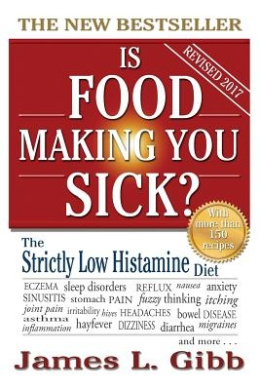 THE NEW BESTSELLER
REVISED 2017
IS
FOOD
MAKING YOU
SICK?
With
more than
150
recipes
The
Strictly Low Histamine Diet
ECZEMA sleep disorders REFLUX nausea anxiety
SINUSITIS stomach PAIN fuzzy thinking itching
joint pain irritability hives HEADACHES bowel DISEASE
asthma hayfever DIZZINESS diarrhea migraines
inflammation
and more . . .
James L. Gibb